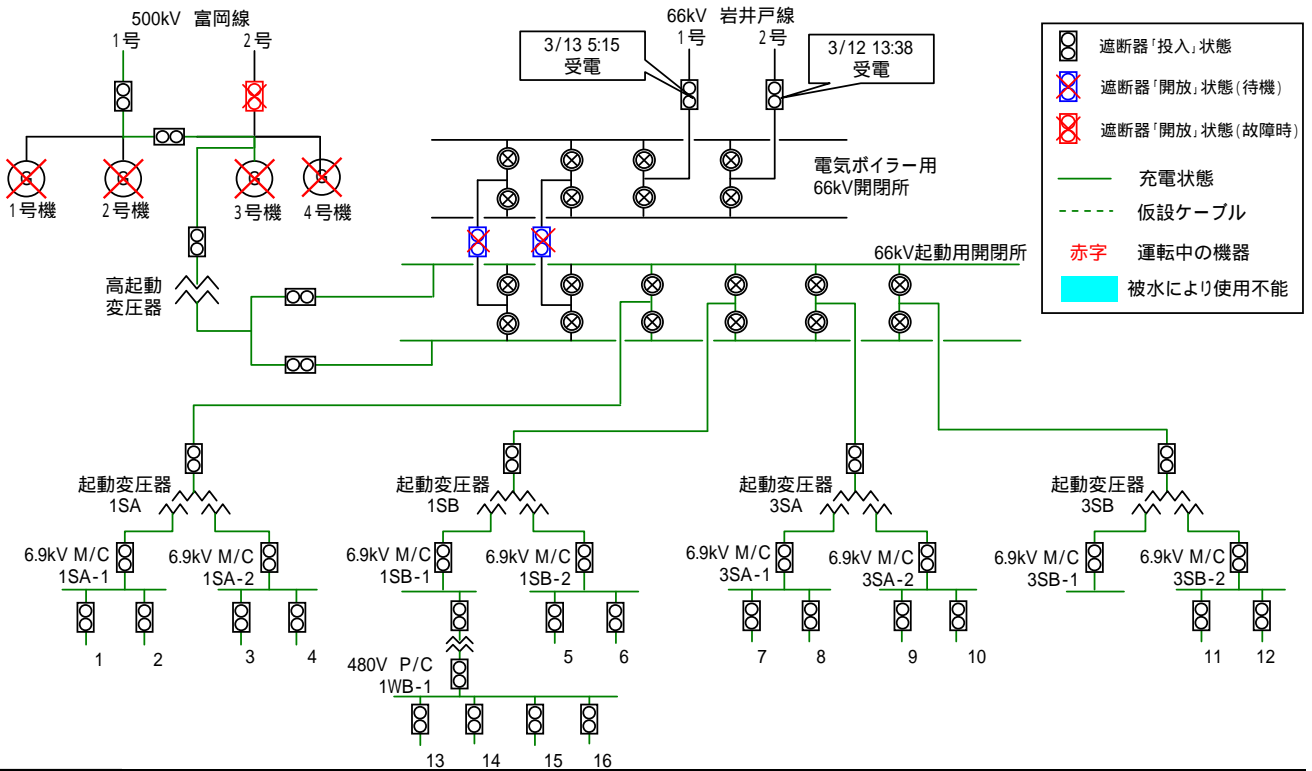 500kV 富岡線
1号
2号
66kV 岩井戸線
1号
2号
3/13 5:15
受電
3/12 13:38
受電
遮断器「投入」状態
遮断器「開放」状態(待機)
遮断器「開放」状態(故障時)
充電状態
仮設ケーブル
赤字 運転中の機器
被水により使用不能
G
G
G
G
1号機
2号機
3号機
4号機
電気ボイラー用
66kV開閉所
66kV起動用開閉所
高起動
変圧器
起動変圧器
1SA
起動変圧器
1SB
起動変圧器
3SA
起動変圧器
3SB
6.9kV M/C
1SA-1
6.9kV M/C
1SA-2
6.9kV M/C
1SB-1
6.9kV M/C
1SB-2
6.9kV M/C
3SA-1
6.9kV M/C
3SA-2
6.9kV M/C
3SB-1
6.9kV M/C
3SB-2
1
2
3
4
5
6
7
8
9
10
11
12
480V P/C
1WB-1
13
14
15
16